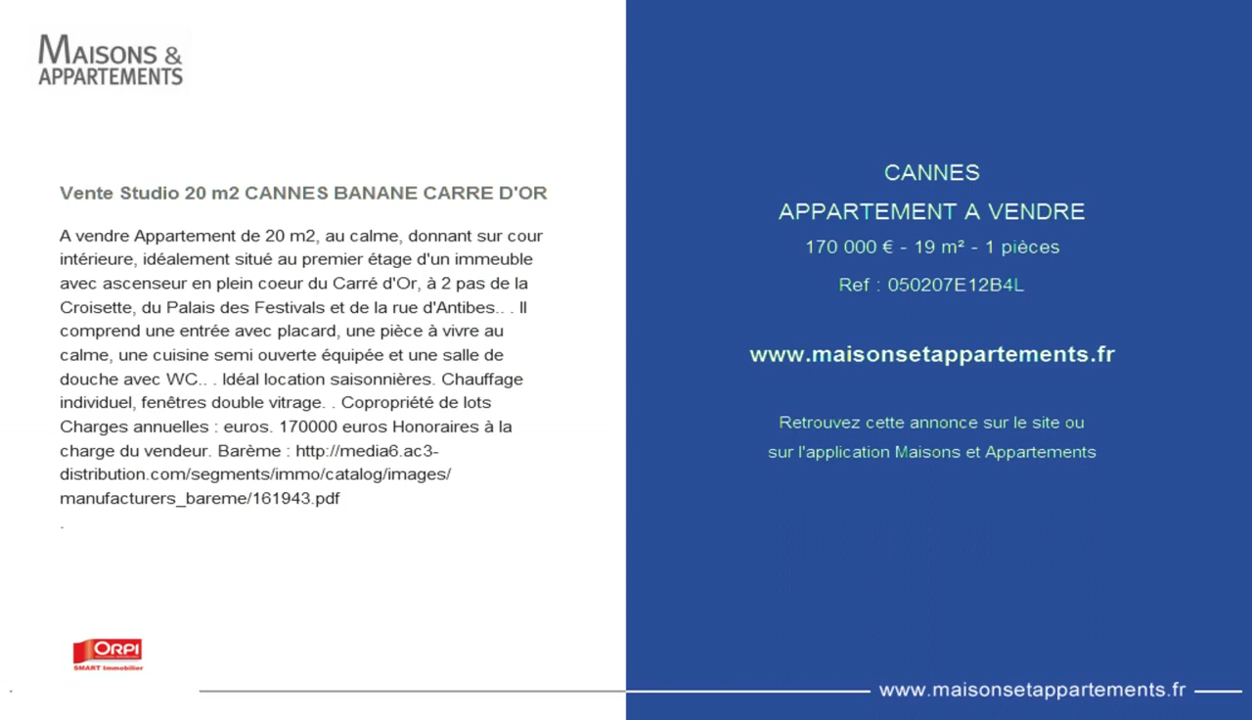 MAISONS &
APPARTEMENTS
Vente Studio 20 m2 CANNES BANANE CARRE D'OR
A vendre Appartement de 20 m2, au calme, donnant sur cour
intérieure, idéalement situé au premier étage d'un immeuble
avec ascenseur en plein coeur du Carré d'Or, à 2 pas de la
Croisette, du Palais des Festivals et de la rue d'Antibes.. . Il
comprend une entrée avec placard, une pièce à vivre au
calme, une cuisine semi ouverte équipée et une salle de
douche avec WC.. . Idéal location saisonnières. Chauffage
individuel, fenêtres double vitrage. . Copropriété de lots
Charges annuelles : euros. 170000 euros Honoraires à la
charge du vendeur. Barème : http://media6.ac3-
distribution.com/segments/immo/catalog/images/
manufacturers_bareme/161943.pdf
.
ORPI
SMART Immobilier
CANNES
APPARTEMENT A VENDRE
170 000 € - 19 m² - 1 pièces
Ref : 050207E12B4L
www.maisonsetappartements.fr
Retrouvez cette annonce sur le site ou
sur l'application Maisons et Appartements
www.maisonsetappartements.fr